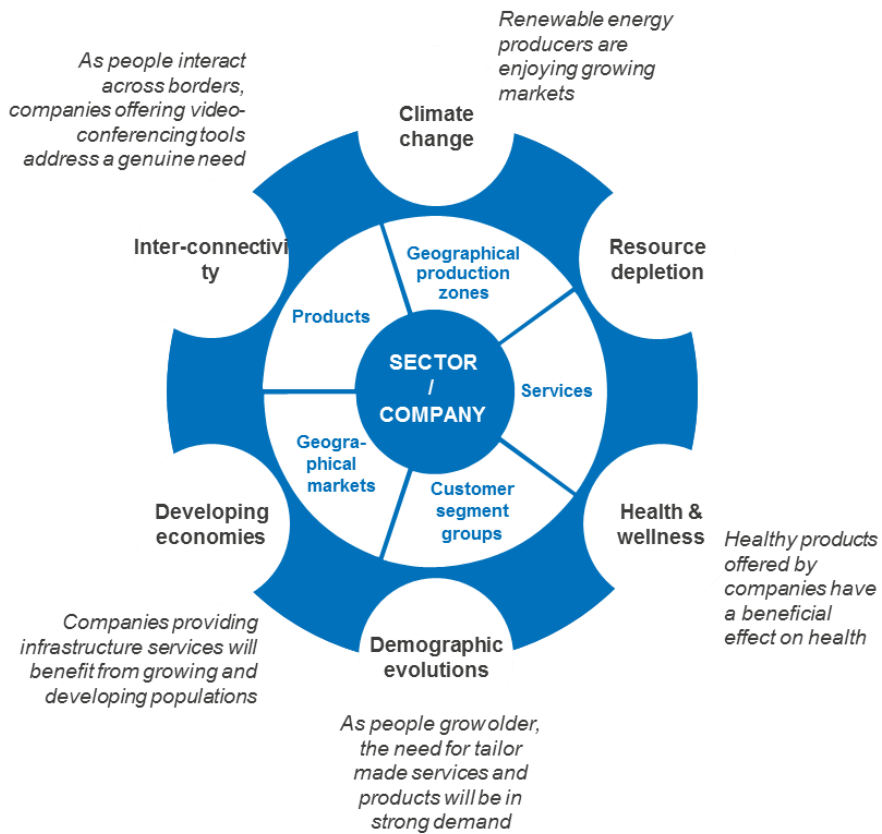 Renewable energy
producers are
enjoying growing
markets
As people interact
across borders,
companies offering video-
conferencing tools
address a genuine need
Climate
change
Inter-connectivi
ty
Resource
depletion
Geographical
production
zones
Products
SECTOR
/
COMPANY
Services
Geogra-
phical
markets
Customer
segment
groups
Developing
economies
Health &
wellness
Healthy products
offered by
companies have
a beneficial
effect on health
Companies providing
infrastructure services will
benefit from growing and
developing populations
Demographic
evolutions
As people grow older,
the need for tailor
made services and
products will be in
strong demand